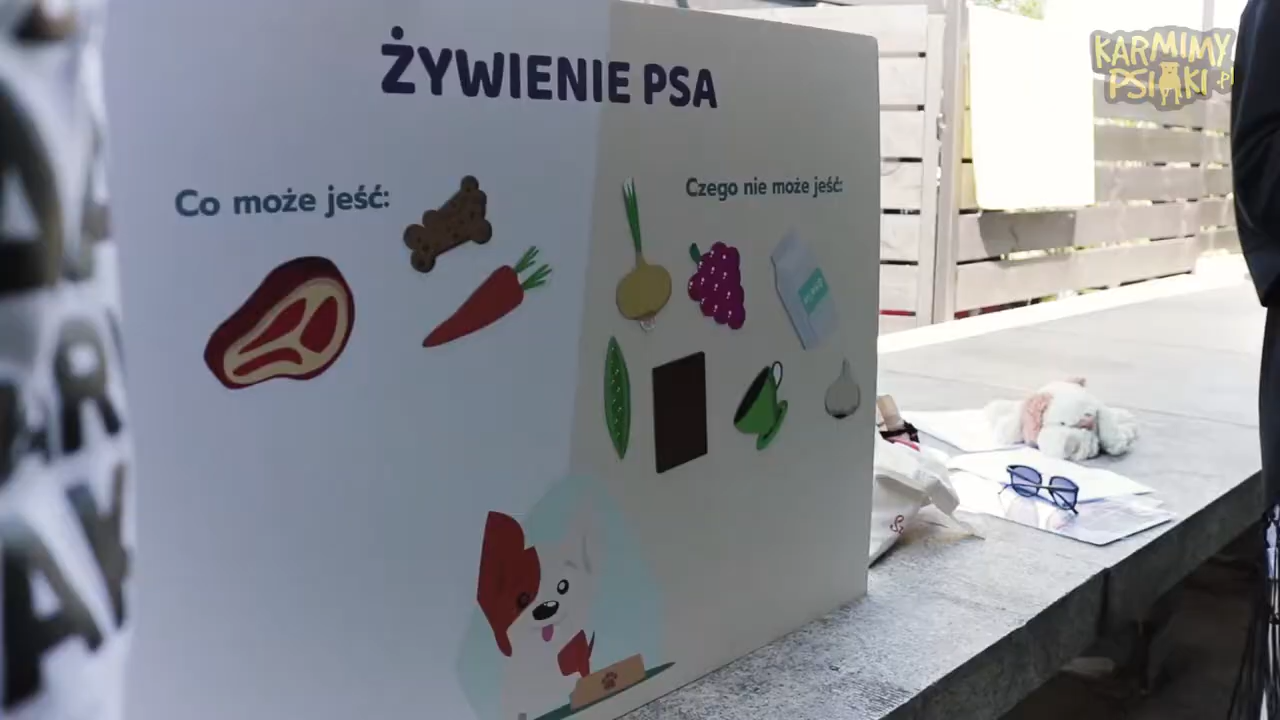 ŻYWIENIE PSA
Co może jeść:
Czego nie może jeść:
KARMIMY
PSIAKI.pl